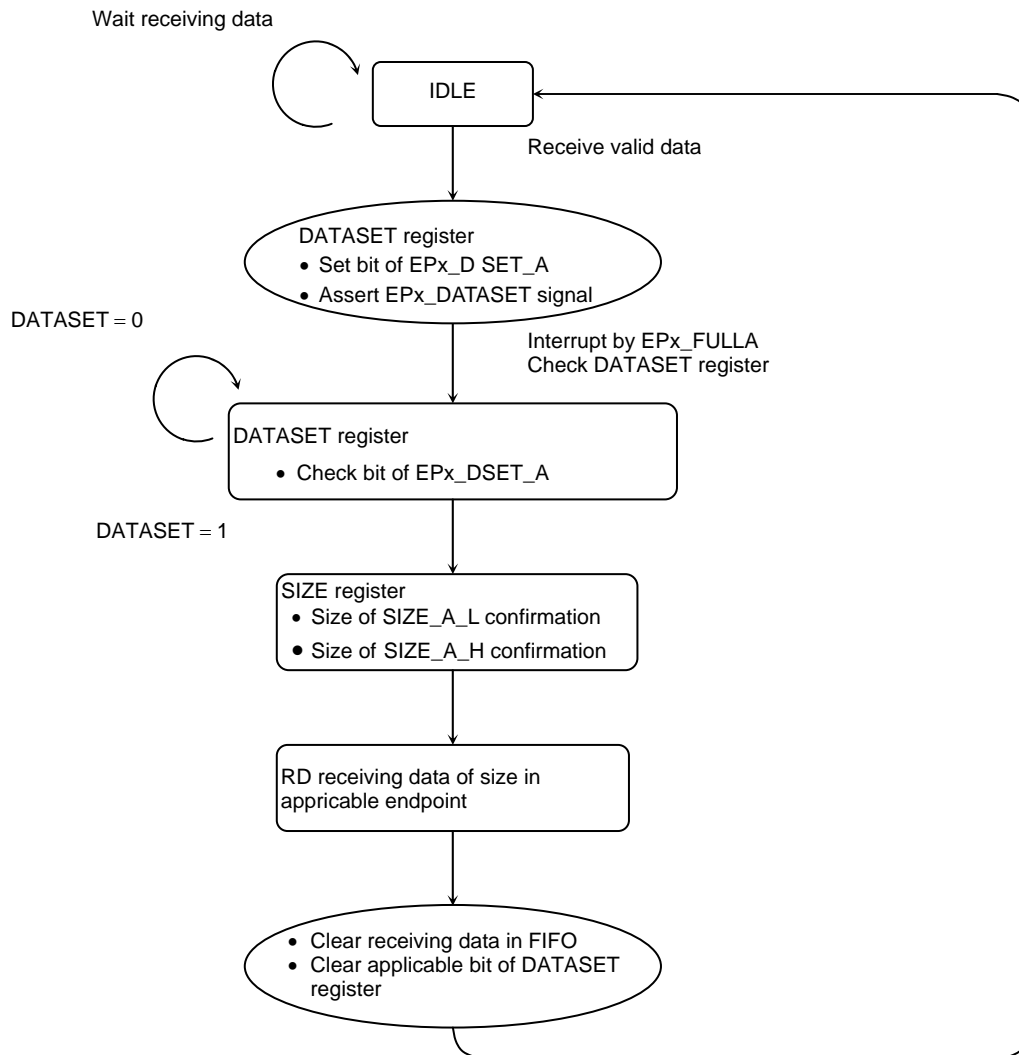 Wait receiving data
IDLE
Receive valid data
DATASET register
• Set bit of EPx_D SET_A
• Assert EPx_DATASET signal
DATASET = 0
Interrupt by EPx_FULLA
Check DATASET register
DATASET register
• Check bit of EPx_DSET_A
DATASET = 1
SIZE register
• Size of SIZE_A_L confirmation
• Size of SIZE_A_H confirmation
RD receiving data of size in
appricable endpoint
• Clear receiving data in FIFO
• Clear applicable bit of DATASET
register